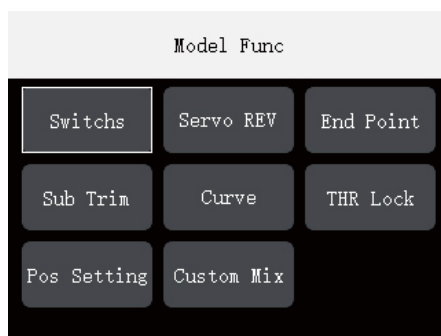 Model Func
Switchs
Servo REV
End Point
Sub Trim
Curve
THR Lock
Pos Setting
Custom Mix